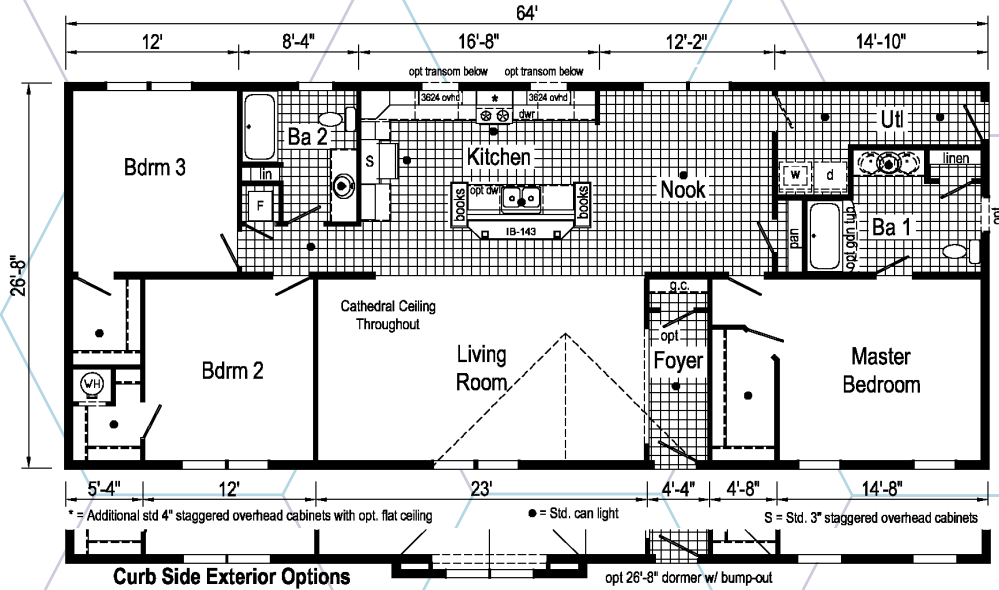 64'
12' 8'-4" 16'-8" 12'-2" 14'-10"
opt transom below opt transom below
3624 ovhd * 3624 ovhd
dwr
Ba 2
Utl
S
Kitchen
linen
Bdrm 3
lin
w d
opt dw
Nook
F
books
books
opt gdn tub
Ba 1
opt
IB-143
pan
26'-8"
g.c.
Cathedral Ceiling
Throughout
opt
Living
Room
Foyer
Master
Bedroom
Bdrm 2
WH
5'-4" 12' 23' 4'-4" 4'-8" 14'-8"
* = Additional std 4" staggered overhead cabinets with opt. flat ceiling
● = Std. can light
S = Std. 3" staggered overhead cabinets
Curb Side Exterior Options
opt 26'-8" dormer w/ bump-out